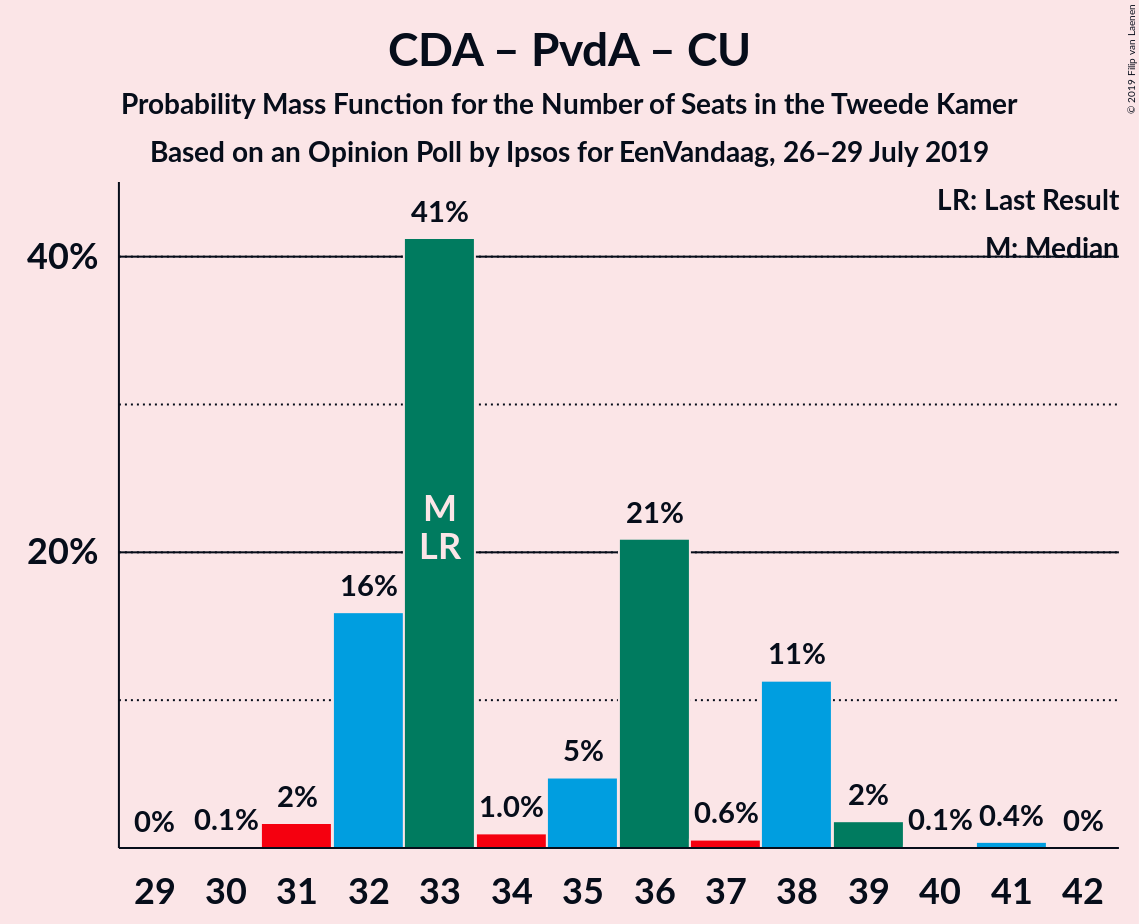 CDA – PvdA – CU
Probability Mass Function for the Number of Seats in the Tweede Kamer
Based on an Opinion Poll by Ipsos for EenVandaag, 26–29 July 2019
© 2019 Filip van Laenen
LR: Last Result
M: Median
40%
20%
0%
0.1%
2%
16%
41%
M
LR
1.0%
5%
21%
0.6%
11%
2%
0.1%
0.4%
0%
29 30 31 32 33 34 35 36 37 38 39 40 41 42